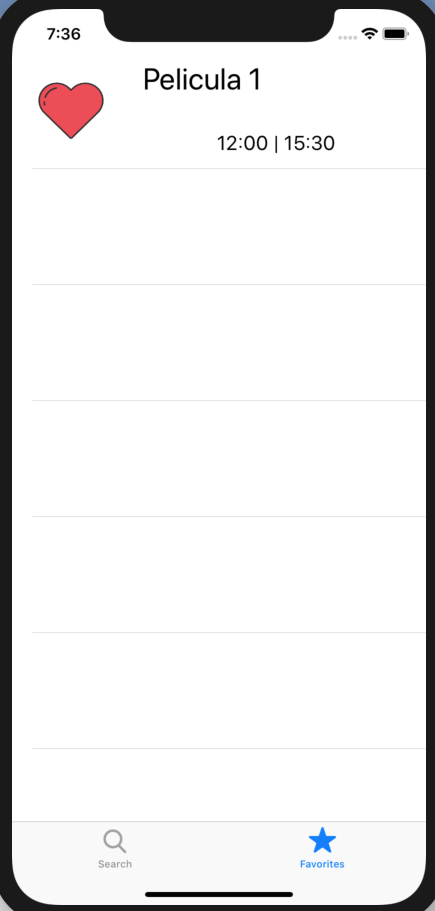 7:36
Pelicula 1
12:00 | 15:30
Search
Favorites